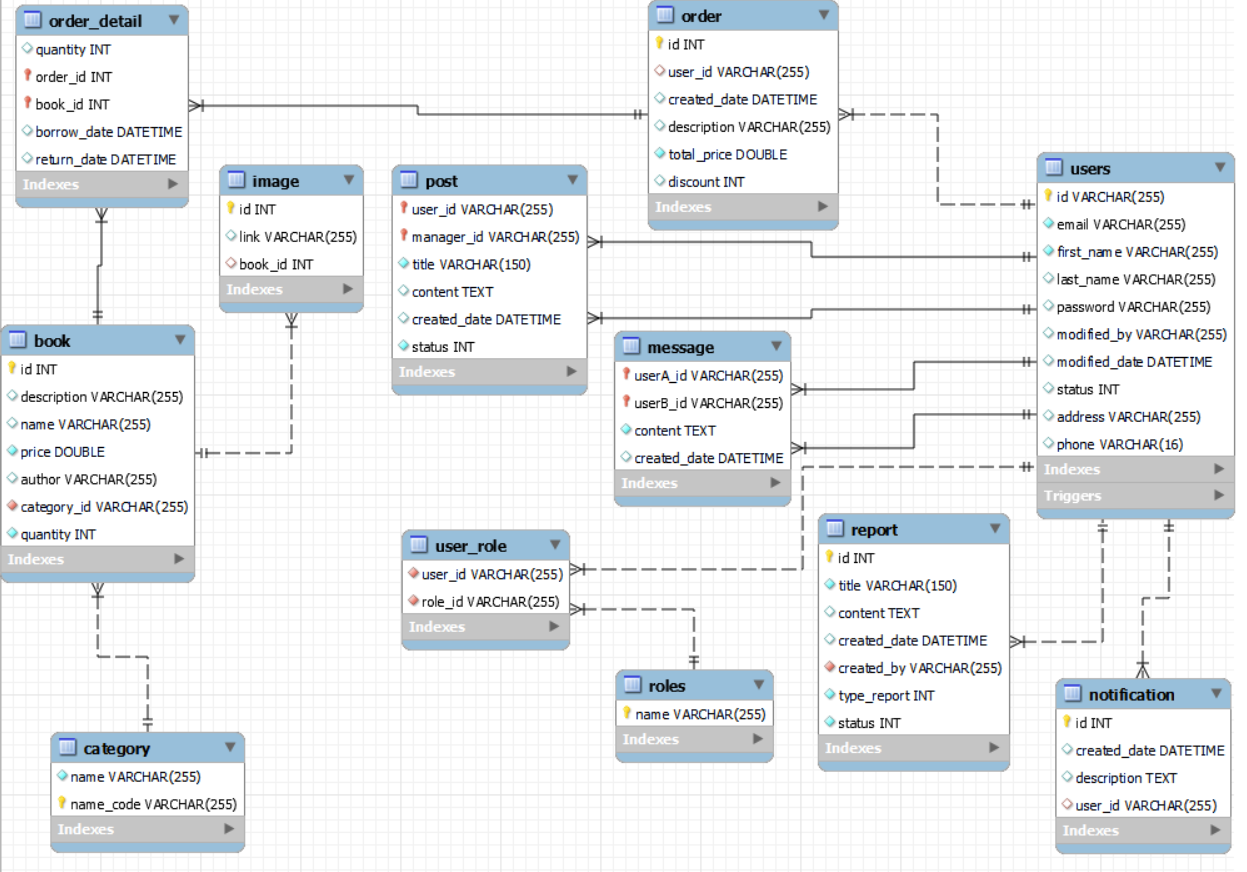 order_detail
quantity INT
order_id INT
book_id INT
borrow_date DATETIME
return_date DATETIME
Indexes
order
id INT
user_id VARCHAR(255)
created_date DATETIME
description VARCHAR(255)
total_price DOUBLE
discount INT
Indexes
image
id INT
link VARCHAR(255)
book_id INT
Indexes
post
user_id VARCHAR(255)
manager_id VARCHAR(255)
title VARCHAR(150)
content TEXT
created_date DATETIME
status INT
Indexes
users
id VARCHAR(255)
email VARCHAR(255)
first_name VARCHAR(255)
last_name VARCHAR(255)
password VARCHAR(255)
modified_by VARCHAR(255)
modified_date DATETIME
status INT
address VARCHAR(255)
phone VARCHAR(16)
Indexes
Triggers
book
id INT
description VARCHAR(255)
name VARCHAR(255)
price DOUBLE
author VARCHAR(255)
category_id VARCHAR(255)
quantity INT
Indexes
message
userA_id VARCHAR(255)
userB_id VARCHAR(255)
content TEXT
created_date DATETIME
Indexes
user_role
user_id VARCHAR(255)
role_id VARCHAR(255)
Indexes
report
id INT
title VARCHAR(150)
content TEXT
created_date DATETIME
created_by VARCHAR(255)
type_report INT
status INT
Indexes
roles
name VARCHAR(255)
Indexes
notification
id INT
created_date DATETIME
description TEXT
user_id VARCHAR(255)
Indexes
category
name VARCHAR(255)
name_code VARCHAR(255)
Indexes